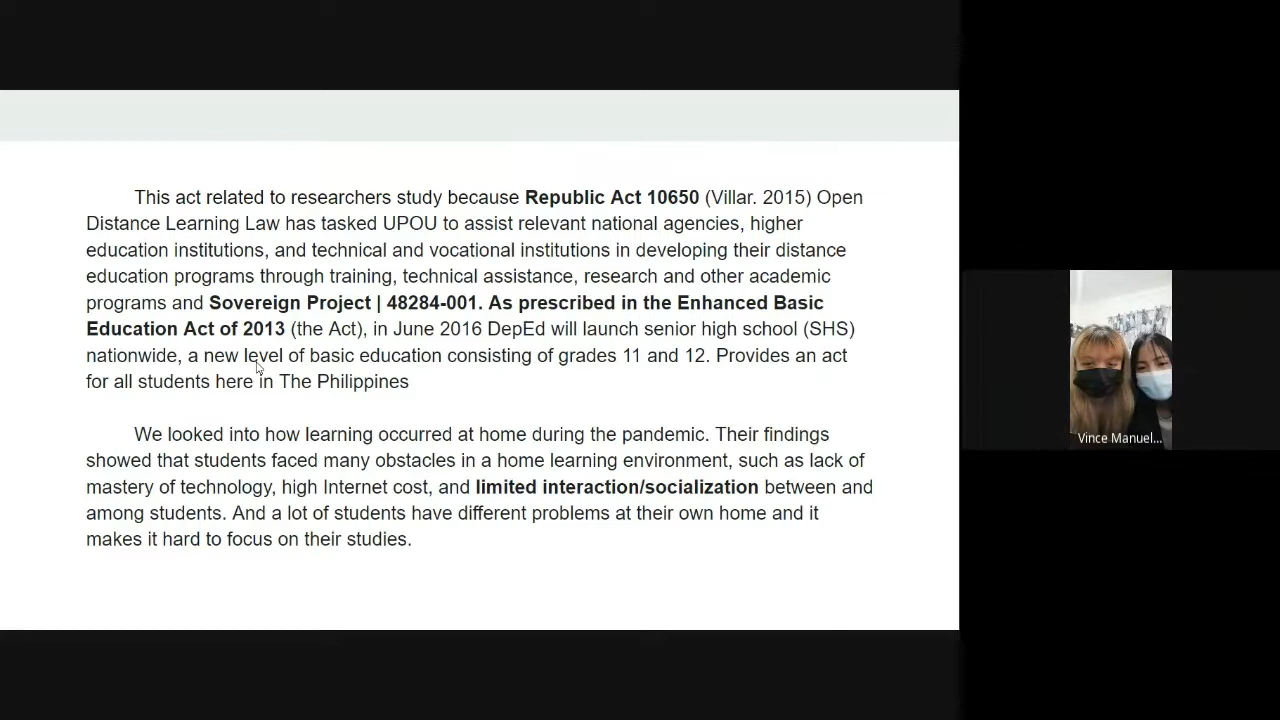 This act related to researchers study because Republic Act 10650 (Villar. 2015) Open
Distance Learning Law has tasked UPOU to assist relevant national agencies, higher
education institutions, and technical and vocational institutions in developing their distance
education programs through training, technical assistance, research and other academic
programs and Sovereign Project | 48284-001. As prescribed in the Enhanced Basic
Education Act of 2013 (the Act), in June 2016 DepEd will launch senior high school (SHS)
nationwide, a new level of basic education consisting of grades 11 and 12. Provides an act
for all students here in The Philippines
We looked into how learning occurred at home during the pandemic. Their findings
showed that students faced many obstacles in a home learning environment, such as lack of
mastery of technology, high Internet cost, and limited interaction/socialization between and
among students. And a lot of students have different problems at their own home and it
makes it hard to focus on their studies.
Vince Manuel...